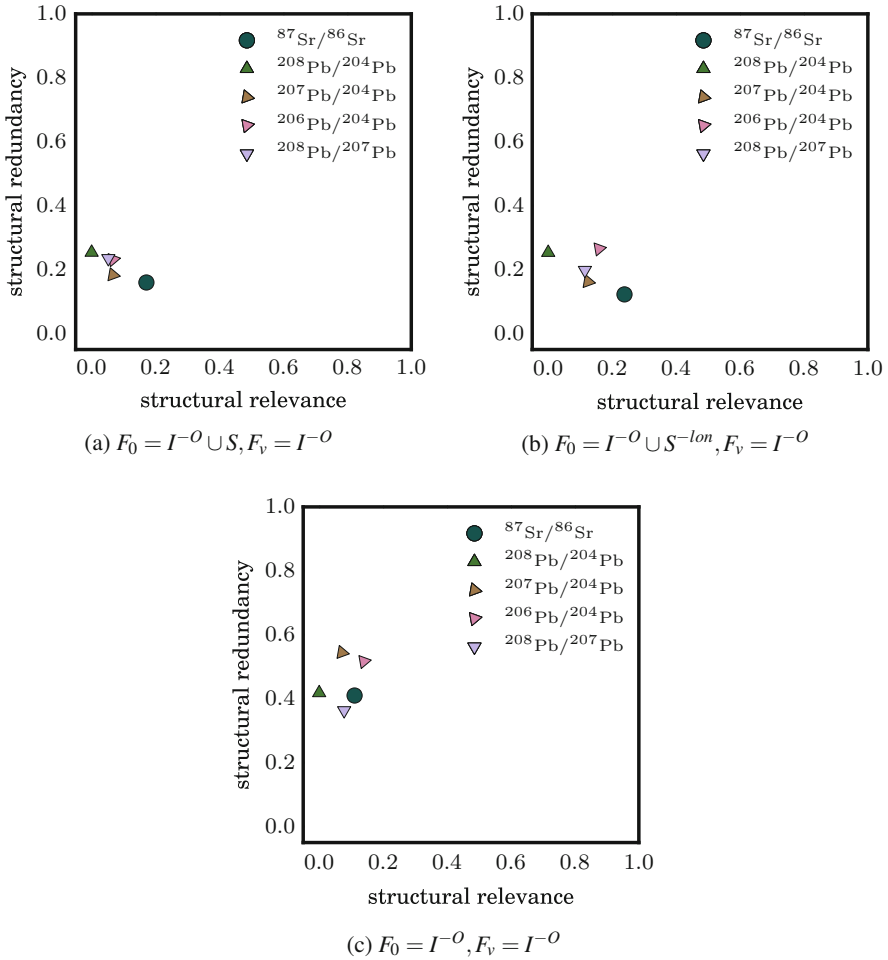 1.0
0.8
0.6
0.4
0.2
0.0
structural redundancy
⁸⁷Sr/⁸⁶Sr
²⁰⁸Pb/²⁰⁴Pb
²⁰⁷Pb/²⁰⁴Pb
²⁰⁶Pb/²⁰⁴Pb
²⁰⁸Pb/²⁰⁷Pb
0.0 0.2 0.4 0.6 0.8 1.0
structural relevance
(a) F₀ = I⁻ᴼ ∪ S, Fᵥ = I⁻ᴼ
1.0
0.8
0.6
0.4
0.2
0.0
structural redundancy
⁸⁷Sr/⁸⁶Sr
²⁰⁸Pb/²⁰⁴Pb
²⁰⁷Pb/²⁰⁴Pb
²⁰⁶Pb/²⁰⁴Pb
²⁰⁸Pb/²⁰⁷Pb
0.0 0.2 0.4 0.6 0.8 1.0
structural relevance
(b) F₀ = I⁻ᴼ ∪ S⁻ˡᵒⁿ, Fᵥ = I⁻ᴼ
1.0
0.8
0.6
0.4
0.2
0.0
structural redundancy
⁸⁷Sr/⁸⁶Sr
²⁰⁸Pb/²⁰⁴Pb
²⁰⁷Pb/²⁰⁴Pb
²⁰⁶Pb/²⁰⁴Pb
²⁰⁸Pb/²⁰⁷Pb
0.0 0.2 0.4 0.6 0.8 1.0
structural relevance
(c) F₀ = I⁻ᴼ, Fᵥ = I⁻ᴼ